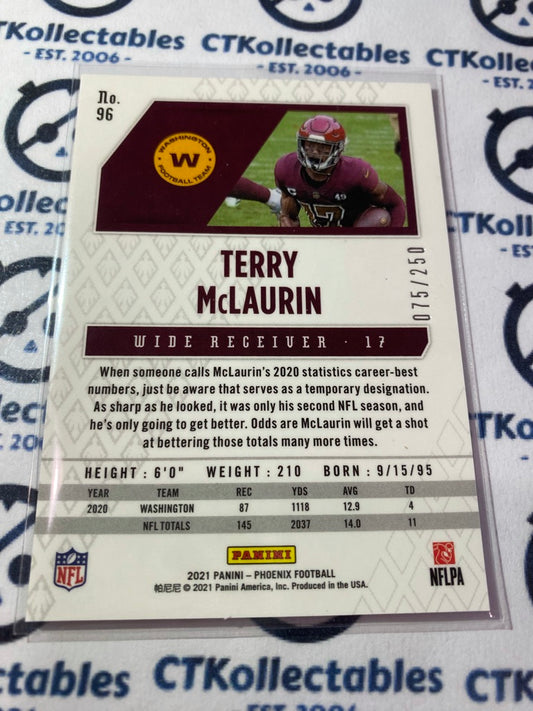 CTKollectables
- EST. 2006 -
CTKollectables
- EST. 2006 -
No.
96
WASHINGTON
W
FOOTBALL TEAM
17
TERRY
McLAURIN
075/250
WIDE RECEIVER · 17
When someone calls McLaurin's 2020 statistics career-best
numbers, just be aware that serves as a temporary designation.
As sharp as he looked, it was only his second NFL season, and
he's only going to get better. Odds are McLaurin will get a shot
at bettering those totals many more times.
HEIGHT : 6'0" WEIGHT : 210 BORN : 9/15/95
YEAR TEAM REC YDS AVG TD
2020 WASHINGTON 87 1118 12.9 4
NFL TOTALS 145 2037 14.0 11
NFL
PANINI
NFLPA
2021 PANINI – PHOENIX FOOTBALL
帕尼尼 © 2021 Panini America, Inc. Produced in the USA.
CTKollectables
- EST. 2006 -